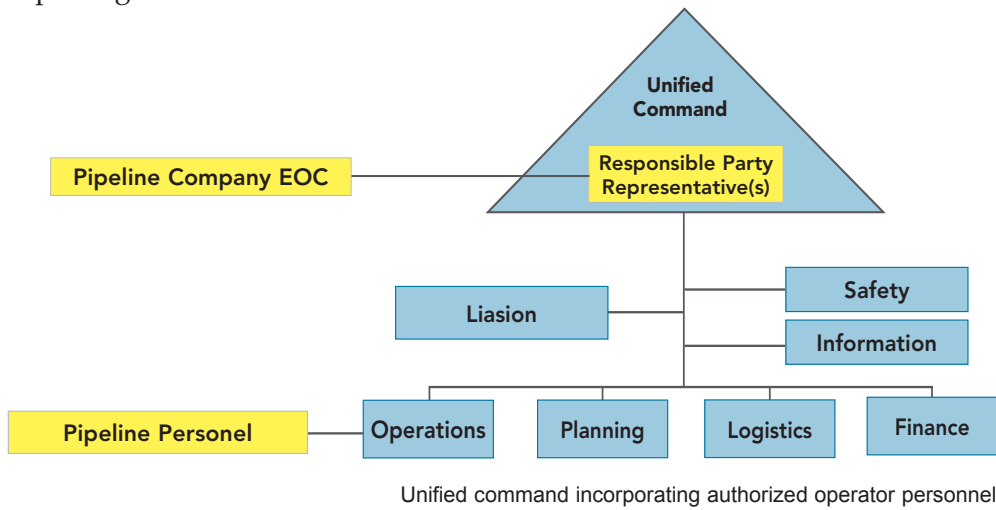 Unified
Command
Pipeline Company EOC
Responsible Party
Representative(s)
Liasion
Safety
Information
Pipeline Personel
Operations
Planning
Logistics
Finance
Unified command incorporating authorized operator personnel